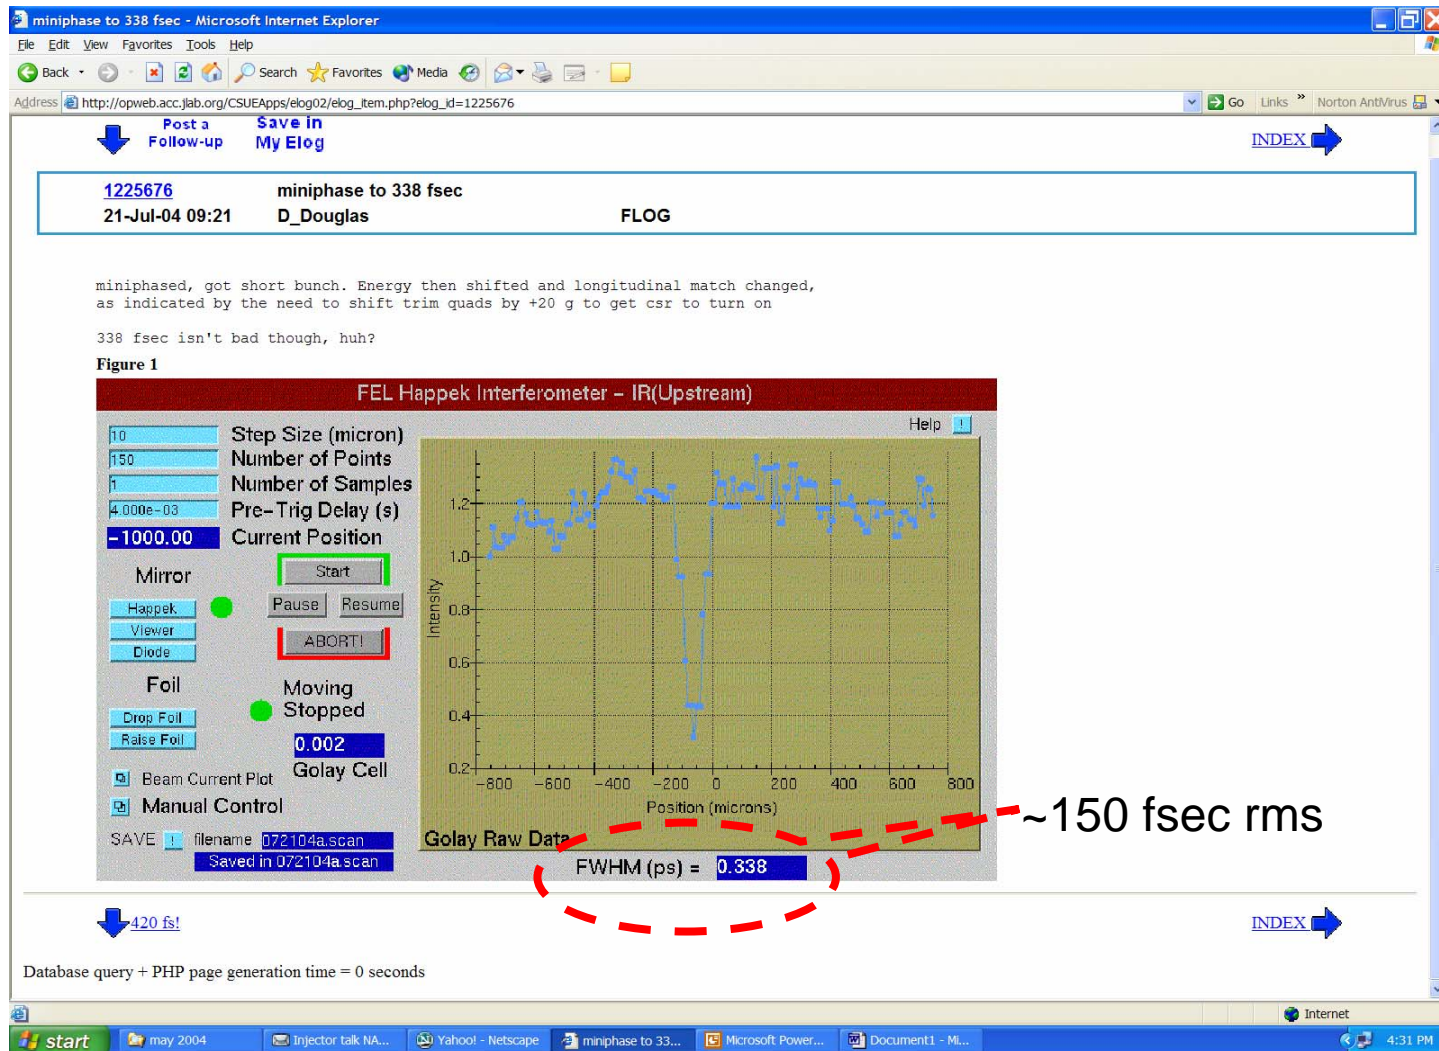 miniphase to 338 fsec - Microsoft Internet Explorer
File Edit View Favorites Tools Help
Back Search Favorites Media
Address http://opweb.acc.jlab.org/CSUEApps/elog02/elog_item.php?elog_id=1225676 Go Links » Norton AntiVirus
Post a Follow-up
Save in My Elog
INDEX
1225676 miniphase to 338 fsec
21-Jul-04 09:21 D_Douglas FLOG
miniphased, got short bunch. Energy then shifted and longitudinal match changed,
as indicated by the need to shift trim quads by +20 g to get csr to turn on
338 fsec isn't bad though, huh?
Figure 1
FEL Happek Interferometer - IR(Upstream)
Help !
10 Step Size (micron)
150 Number of Points
1 Number of Samples
4.000e-03 Pre-Trig Delay (s)
-1000.00 Current Position
Mirror
Happek
Viewer
Diode
Start
Pause Resume
ABORT!
Foil
Drop Foil
Raise Foil
Moving
Stopped
0.002
Golay Cell
Beam Current Plot
Manual Control
SAVE ! filename 072104a.scan
Saved in 072104a.scan
Intensity
1.2
1.0
0.8
0.6
0.4
0.2
-800 -600 -400 -200 0 200 400 600 800
Position (microns)
Golay Raw Data
FWHM (ps) = 0.338
~150 fsec rms
420 fs!
INDEX
Database query + PHP page generation time = 0 seconds
Internet
start may 2004 Injector talk NA... Yahoo! - Netscape miniphase to 33... Microsoft Power... Document1 - Mi... 4:31 PM